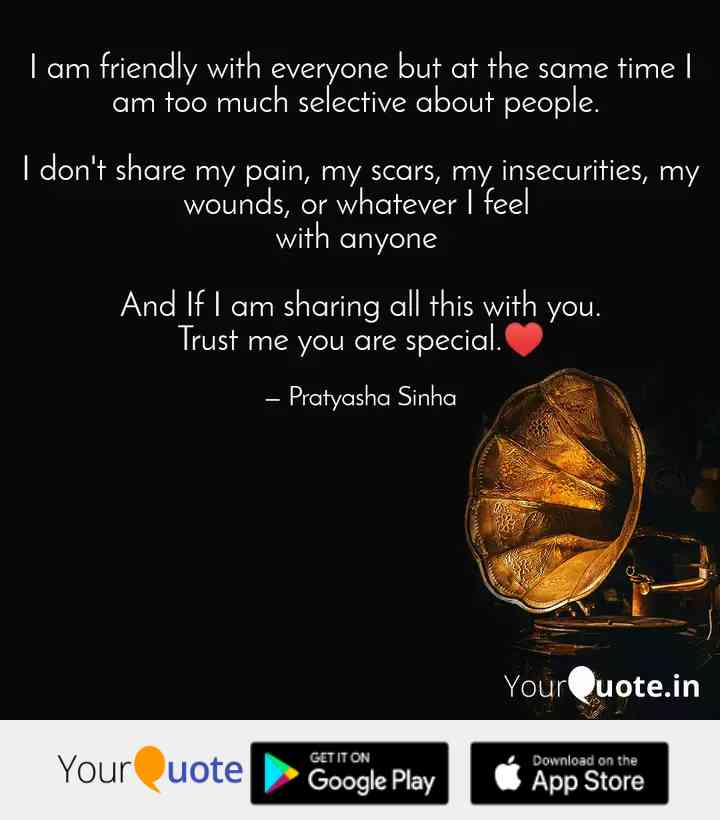 I am friendly with everyone but at the same time I
am too much selective about people.
I don't share my pain, my scars, my insecurities, my
wounds, or whatever I feel
with anyone
And If I am sharing all this with you.
Trust me you are special.❤️
– Pratyasha Sinha
YourQuote.in
YourQuote
GET IT ON
Google Play
Download on the
App Store